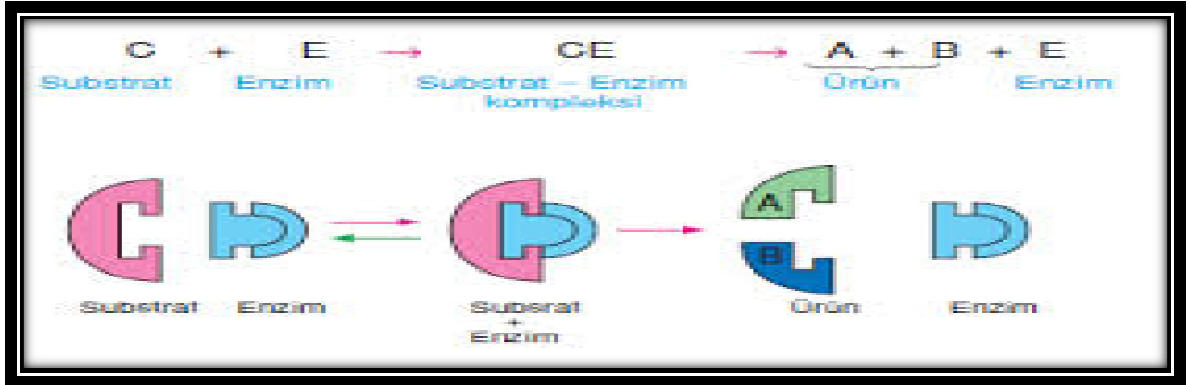 C + E → CE → A + B + E
Substrat Enzim Substrat – Enzim Ürün Enzim
kompleksi
A
B
Substrat Enzim Subsrat Ürün Enzim
+
Enzim